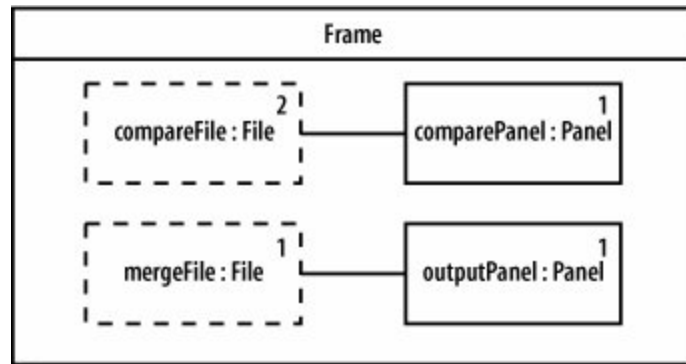 Frame
2
compareFile : File
1
comparePanel : Panel
1
mergeFile : File
1
outputPanel : Panel